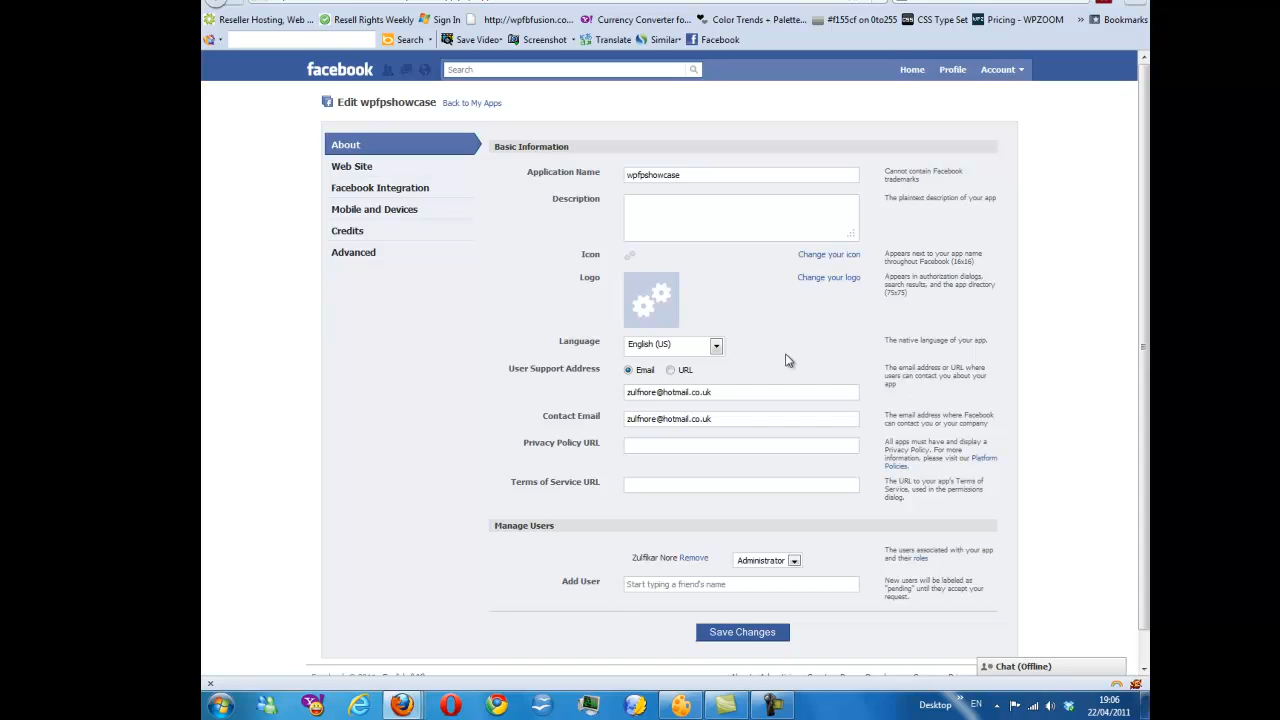 Reseller Hosting, Web ... Resell Rights Weekly Sign In http://wpfbfusion.co... Currency Converter fo... Color Trends + Palette... #f155cf on 0to255 CSS Type Set Pricing - WPZOOM » Bookmarks
Search Save Video Screenshot Translate Similar Facebook
facebook Search Home Profile Account
Edit wpfpshowcase Back to My Apps
About
Web Site
Facebook Integration
Mobile and Devices
Credits
Advanced
Basic Information
Application Name wpfpshowcase Cannot contain Facebook
trademarks
Description The plaintext description of your app
Icon Change your icon Appears next to your app name
throughout Facebook (16x16)
Logo Change your logo Appears in authorization dialogs,
search results, and the app directory
(75x75)
Language English (US) The native language of your app.
User Support Address Email URL The email address or URL where
users can contact you about your
app
zulfnore@hotmail.co.uk
Contact Email zulfnore@hotmail.co.uk The email address where Facebook
can contact you or your company
Privacy Policy URL All apps must have and display a
Privacy Policy. For more
information, please visit our Platform
Policies.
Terms of Service URL The URL to your app's Terms of
Service, used in the permissions
dialog.
Manage Users
Zulfikar Nore Remove Administrator The users associated with your app
and their roles
Add User Start typing a friend's name New users will be labeled as
"pending" until they accept your
request.
Save Changes
Chat (Offline)
Desktop » EN 19:06
22/04/2011